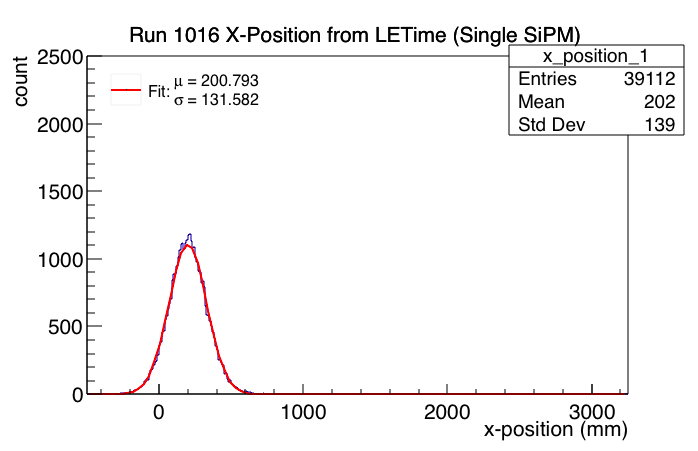 Run 1016 X-Position from LETime (Single SiPM)
x_position_1
Entries 39112
Mean 202
Std Dev 139
Fit: μ = 200.793
σ = 131.582
count
2500
2000
1500
1000
500
0
0 1000 2000 3000
x-position (mm)